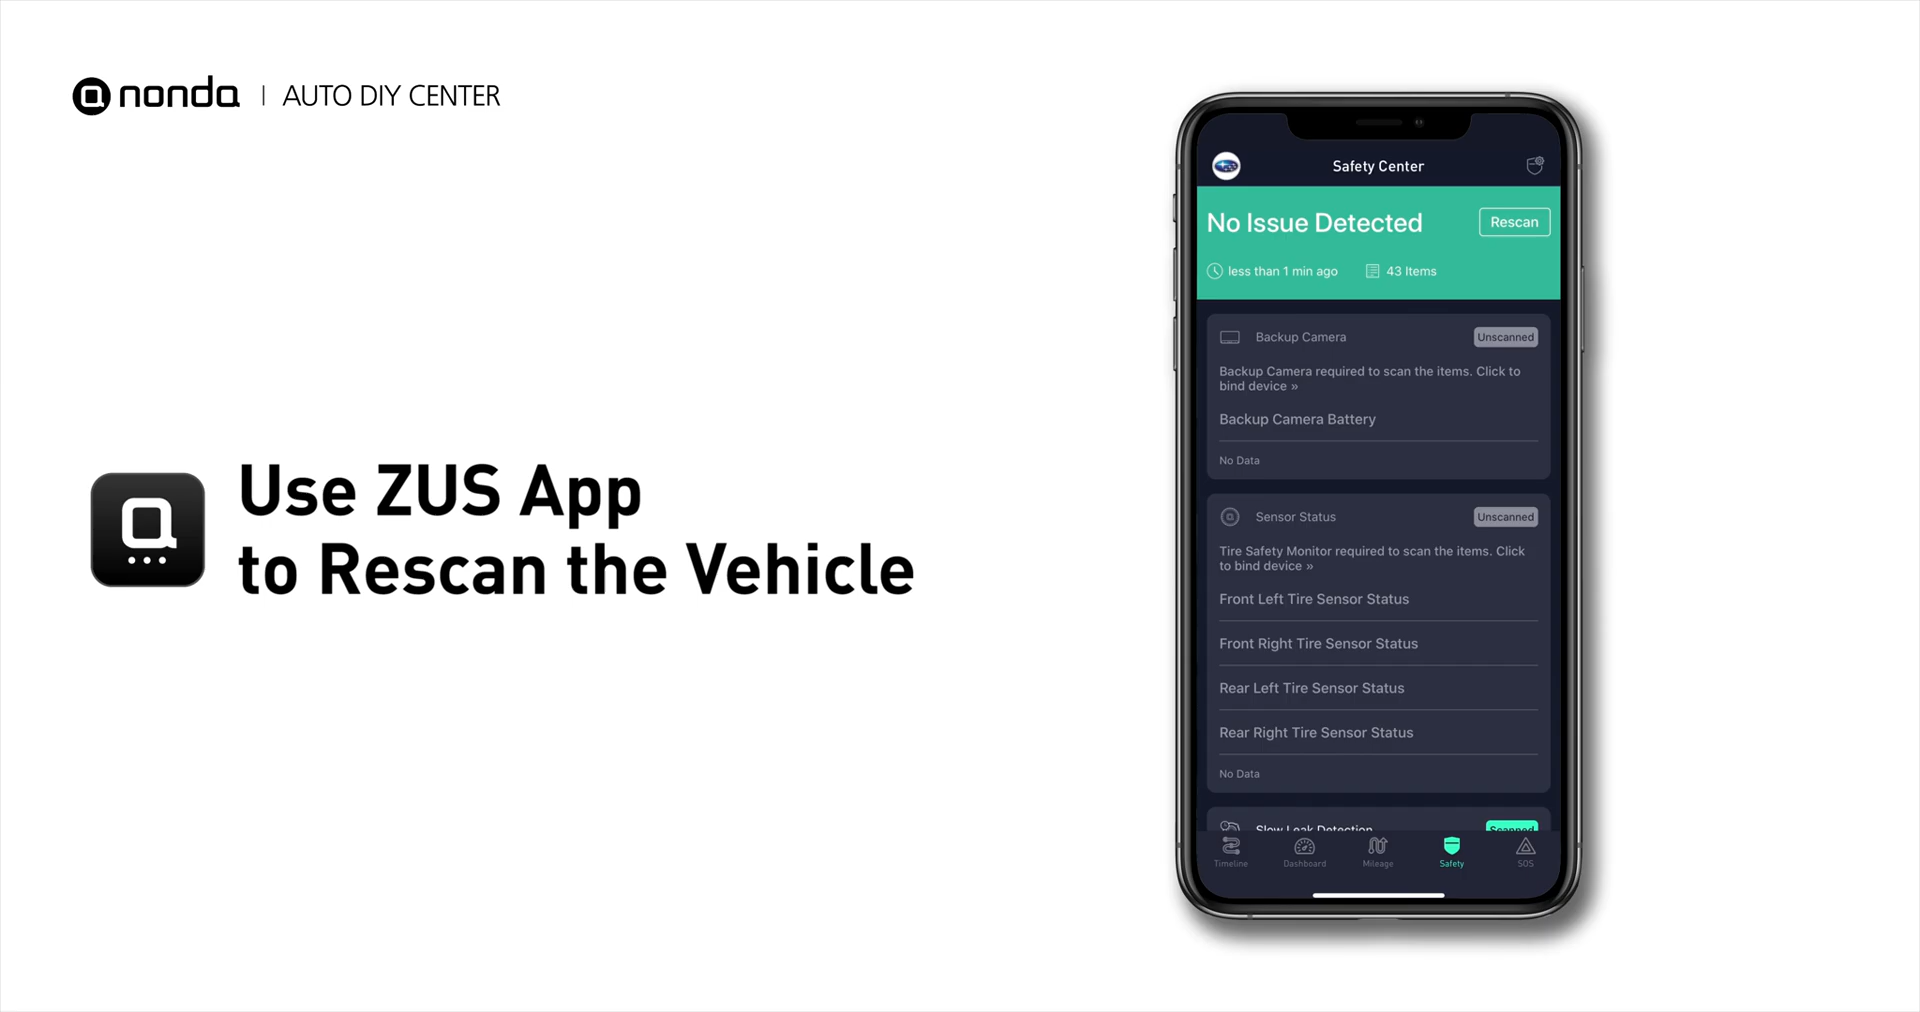 nonda | AUTO DIY CENTER
Use ZUS App
to Rescan the Vehicle
Safety Center
No Issue Detected
Rescan
less than 1 min ago
43 Items
Backup Camera
Unscanned
Backup Camera required to scan the items. Click to
bind device »
Backup Camera Battery
No Data
Sensor Status
Unscanned
Tire Safety Monitor required to scan the items. Click
to bind device »
Front Left Tire Sensor Status
Front Right Tire Sensor Status
Rear Left Tire Sensor Status
Rear Right Tire Sensor Status
No Data
Slow Leak Detection
Scanned
Timeline
Dashboard
Mileage
Safety
SOS